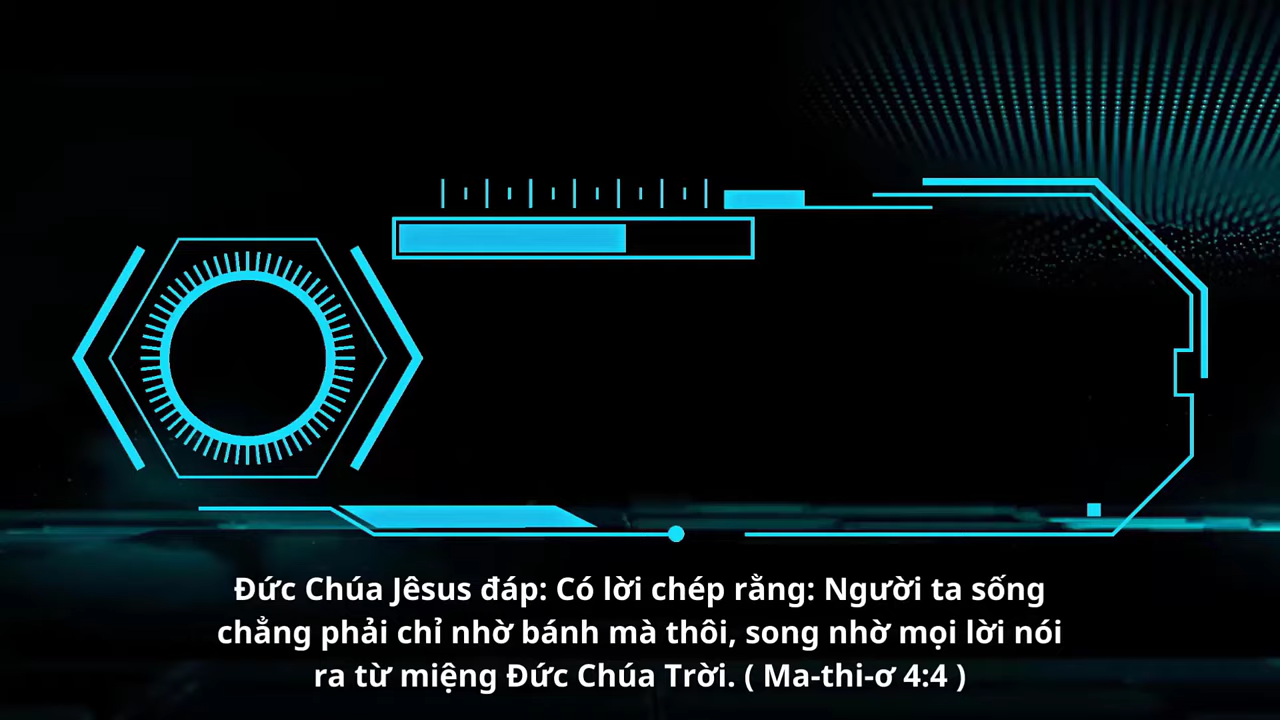 Đức Chúa Jêsus đáp: Có lời chép rằng: Người ta sống
chẳng phải chỉ nhờ bánh mà thôi, song nhờ mọi lời nói
ra từ miệng Đức Chúa Trời. ( Ma-thi-ơ 4:4 )